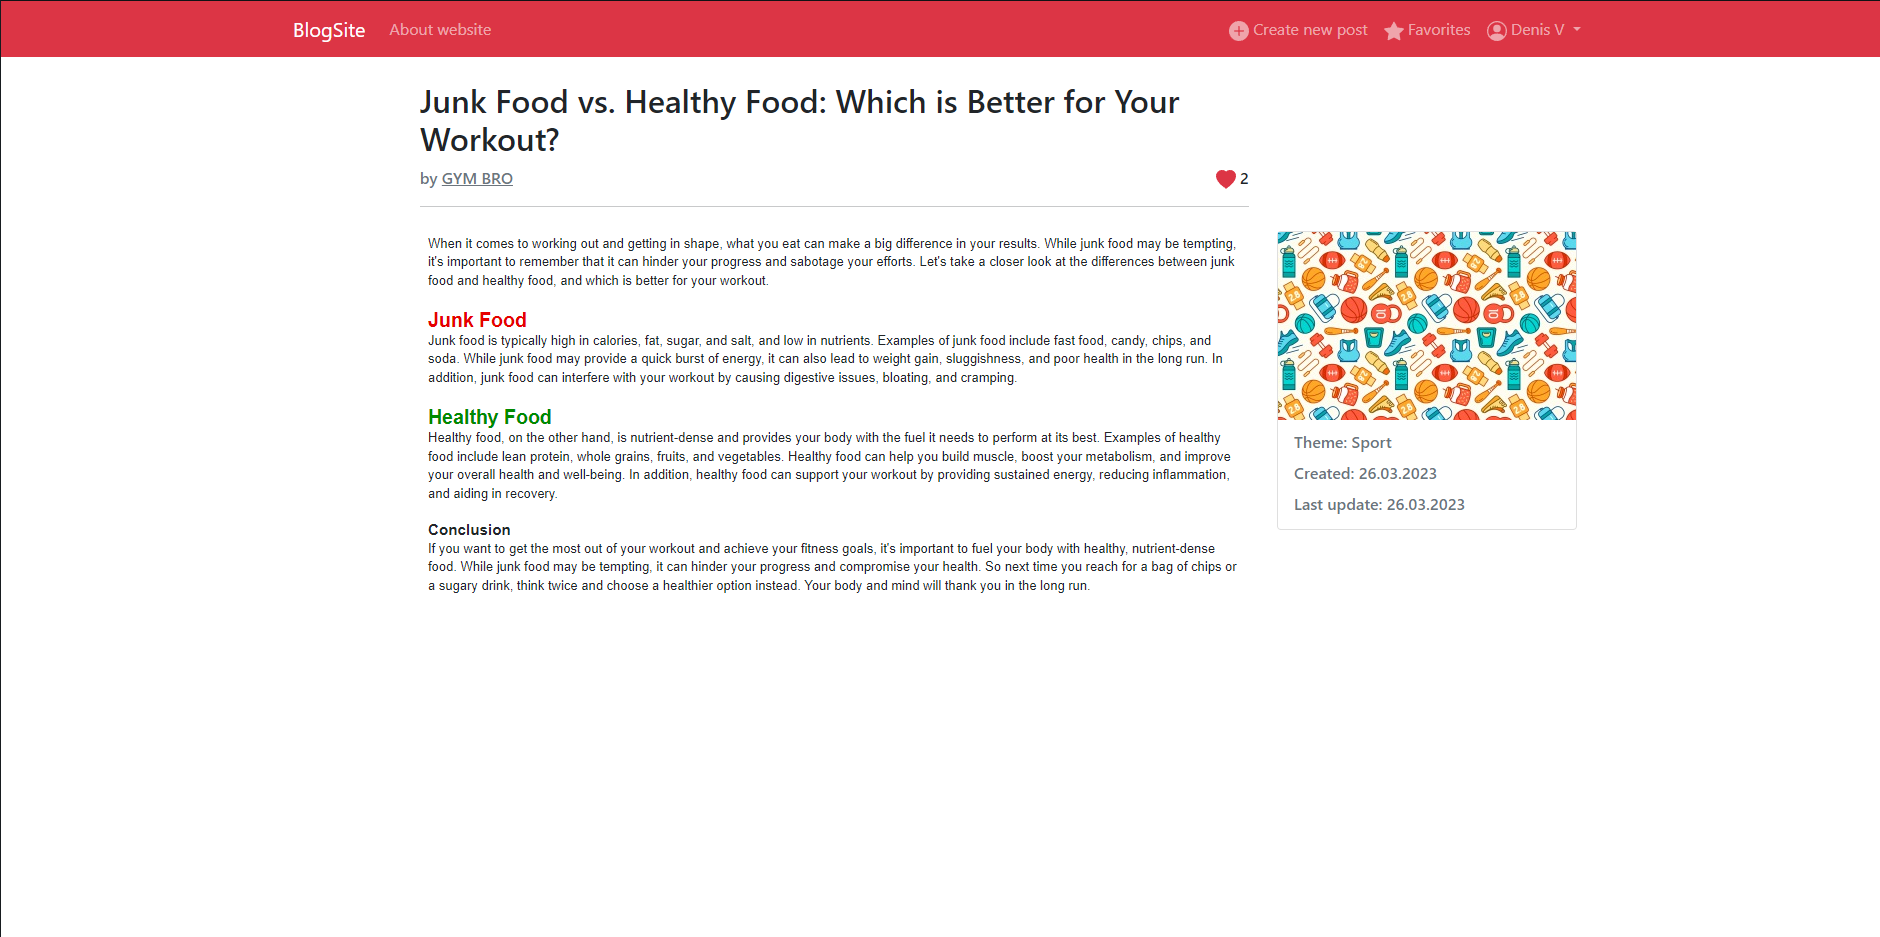 BlogSite About website Create new post Favorites Denis V
Junk Food vs. Healthy Food: Which is Better for Your
Workout?
by GYM BRO 2
When it comes to working out and getting in shape, what you eat can make a big difference in your results. While junk food may be tempting,
it's important to remember that it can hinder your progress and sabotage your efforts. Let's take a closer look at the differences between junk
food and healthy food, and which is better for your workout.
Junk Food
Junk food is typically high in calories, fat, sugar, and salt, and low in nutrients. Examples of junk food include fast food, candy, chips, and
soda. While junk food may provide a quick burst of energy, it can also lead to weight gain, sluggishness, and poor health in the long run. In
addition, junk food can interfere with your workout by causing digestive issues, bloating, and cramping.
Healthy Food
Healthy food, on the other hand, is nutrient-dense and provides your body with the fuel it needs to perform at its best. Examples of healthy
food include lean protein, whole grains, fruits, and vegetables. Healthy food can help you build muscle, boost your metabolism, and improve
your overall health and well-being. In addition, healthy food can support your workout by providing sustained energy, reducing inflammation,
and aiding in recovery.
Conclusion
If you want to get the most out of your workout and achieve your fitness goals, it's important to fuel your body with healthy, nutrient-dense
food. While junk food may be tempting, it can hinder your progress and compromise your health. So next time you reach for a bag of chips or
a sugary drink, think twice and choose a healthier option instead. Your body and mind will thank you in the long run.
Theme: Sport
Created: 26.03.2023
Last update: 26.03.2023